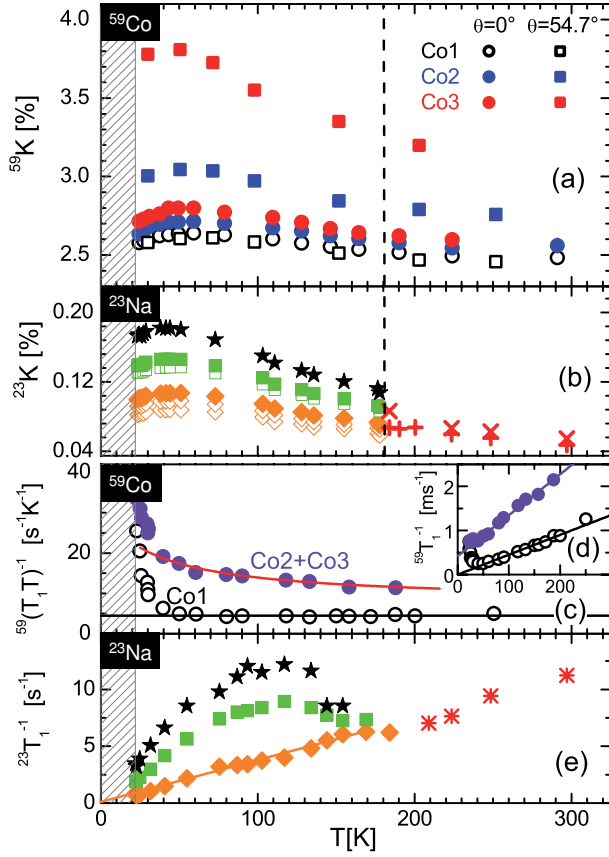 ⁵⁹Co
θ=0° θ=54.7°
Co1
Co2
Co3
4.0
3.5
3.0
2.5
⁵⁹K [%]
(a)
²³Na
0.20
0.12
0.04
²³K [%]
(b)
⁵⁹Co
40
30
20
10
0
⁵⁹(T₁T)⁻¹ [s⁻¹K⁻¹]
Co2+Co3
Co1
(c)
⁵⁹T₁⁻¹ [ms⁻¹]
2
1
0
0 100 200
(d)
²³Na
10
5
0
²³T₁⁻¹ [s⁻¹]
(e)
0 100 200 300
T[K]